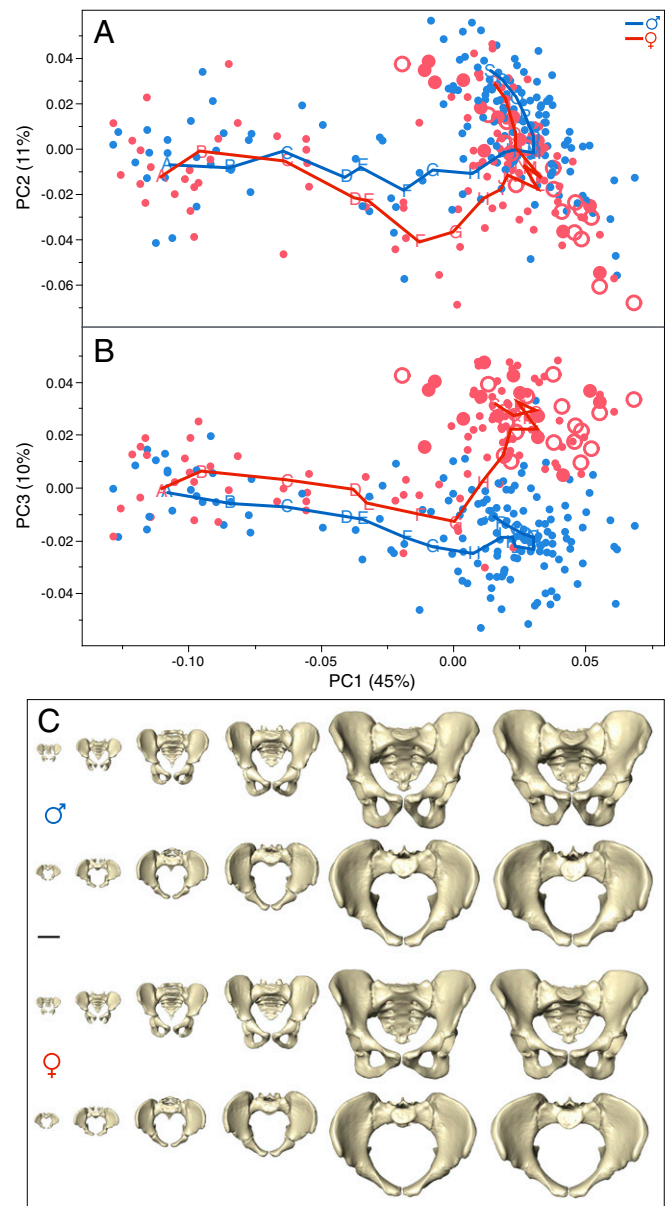 A
♂
♀
0.04
0.02
0.00
-0.02
-0.04
-0.06
PC2 (11%)
A B B C C D D E E F F G G H H I
B
0.04
0.02
0.00
-0.02
-0.04
PC3 (10%)
A B B C C D D E E F F G G H H
-0.10
-0.05
0.00
0.05
PC1 (45%)
C
♂
♀